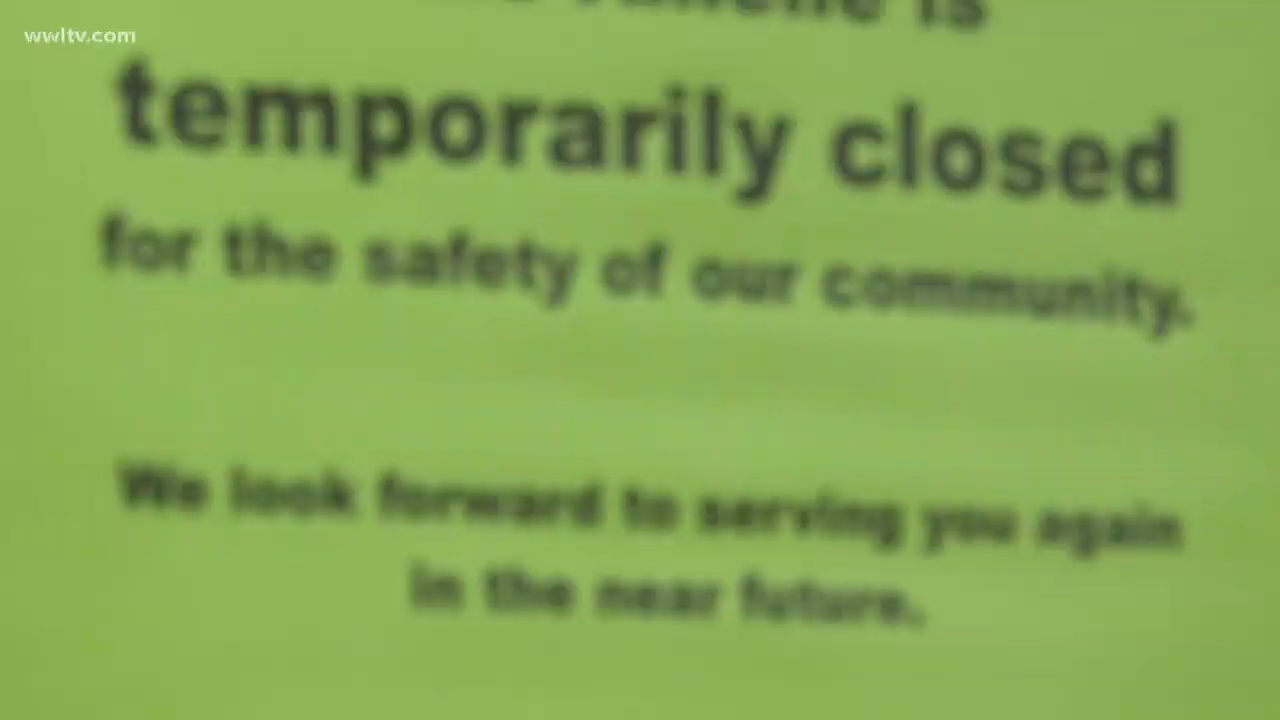 wwltv.com
is
temporarily closed
for the safety of our community.
We look forward to serving you again
in the near future.